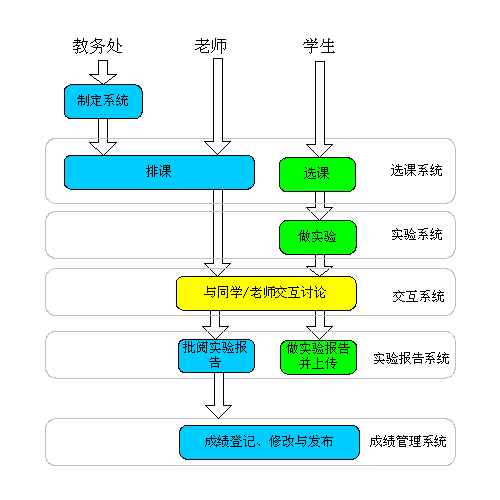 教务处 老师 学生
制定系统
排课 选课 选课系统
做实验 实验系统
与同学/老师交互讨论 交互系统
批阅实验报
告
做实验报告
并上传
实验报告系统
成绩登记、修改与发布 成绩管理系统